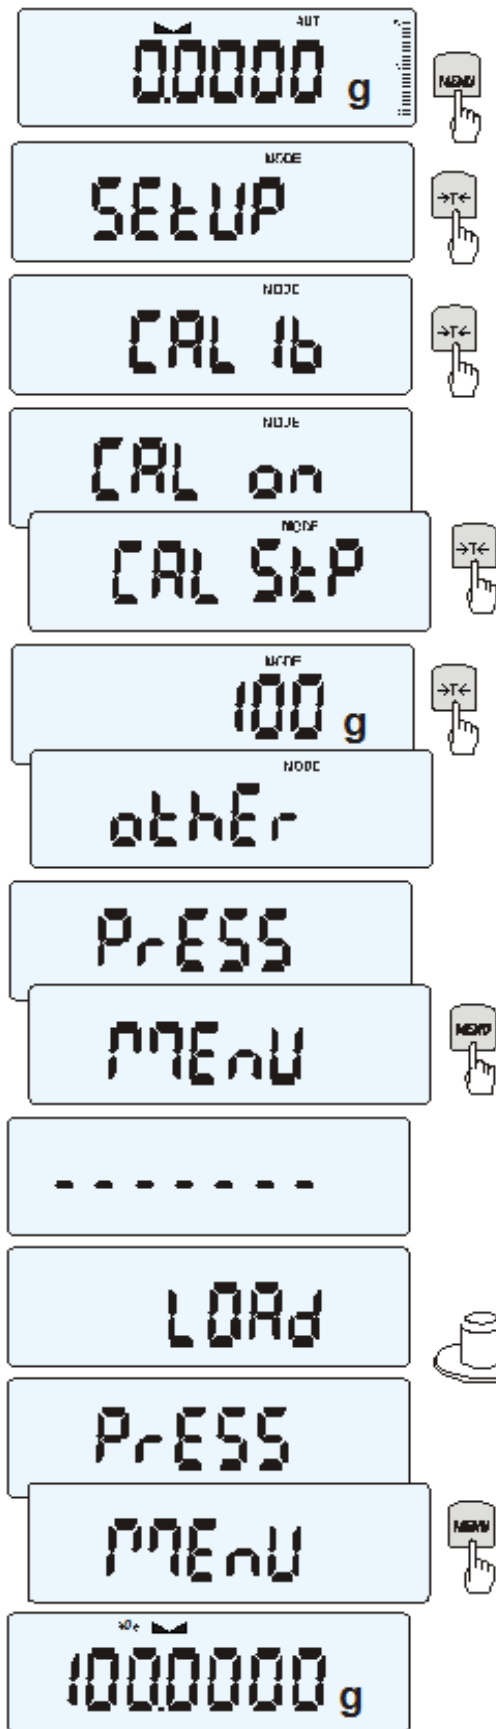 AUT
0.0000 g
MENU
MODE
SEtUP
→T←
MODE
CAL Ib
→T←
MODE
CAL on
MODE
CAL StP
→T←
MODE
100 g
→T←
MODE
othEr
PrESS
MEnU
MENU
- - - - - - -
LOAd
PrESS
MEnU
MENU
100.0000 g